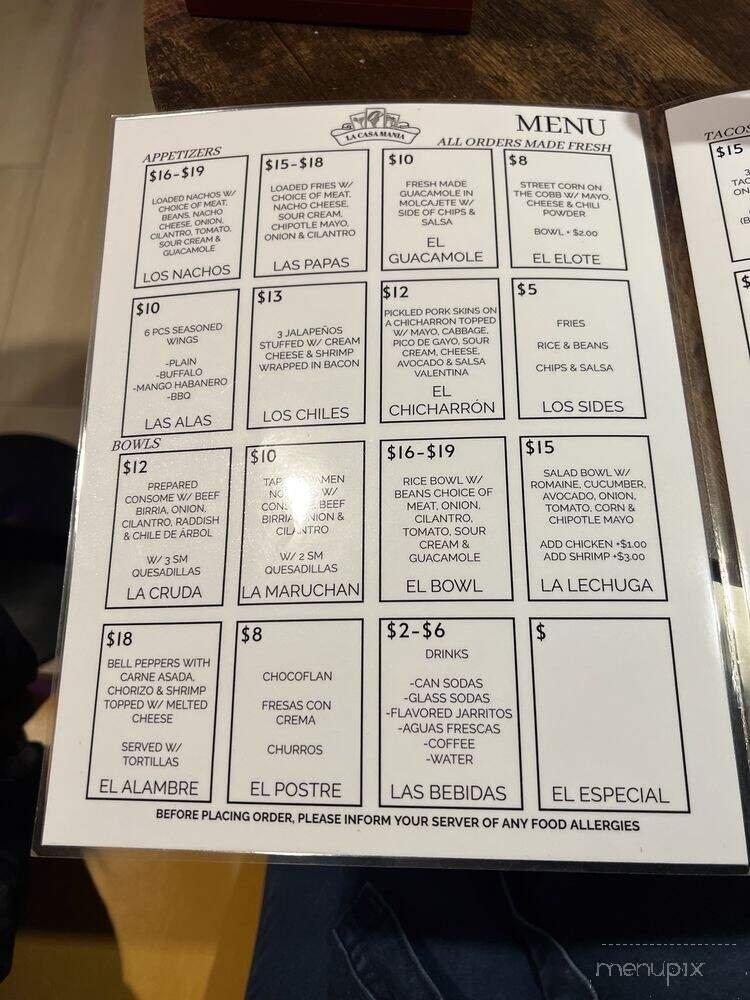 LA CASA MANIA
MENU
ALL ORDERS MADE FRESH
APPETIZERS
$16-$19
LOADED NACHOS W/
CHOICE OF MEAT,
BEANS, NACHO
CHEESE, ONION,
CILANTRO, TOMATO,
SOUR CREAM &
GUACAMOLE
LOS NACHOS
$15-$18
LOADED FRIES W/
CHOICE OF MEAT,
NACHO CHEESE,
SOUR CREAM,
CHIPOTLE MAYO,
ONION & CILANTRO
LAS PAPAS
$10
FRESH MADE
GUACAMOLE IN
MOLCAJETE W/
SIDE OF CHIPS &
SALSA
EL
GUACAMOLE
$8
STREET CORN ON
THE COBB W/ MAYO,
CHEESE & CHILI
POWDER
BOWL + $2.00
EL ELOTE
$10
6 PCS SEASONED
WINGS
-PLAIN
-BUFFALO
-MANGO HABANERO
-BBQ
LAS ALAS
$13
3 JALAPEÑOS
STUFFED W/ CREAM
CHEESE & SHRIMP
WRAPPED IN BACON
LOS CHILES
$12
PICKLED PORK SKINS ON
A CHICHARRON TOPPED
W/ MAYO, CABBAGE,
PICO DE GAYO, SOUR
CREAM, CHEESE,
AVOCADO & SALSA
VALENTINA
EL
CHICHARRÓN
$5
FRIES
RICE & BEANS
CHIPS & SALSA
LOS SIDES
BOWLS
$12
PREPARED
CONSOME W/ BEEF
BIRRIA, ONION,
CILANTRO, RADDISH
& CHILE DE ÁRBOL
W/ 3 SM
QUESADILLAS
LA CRUDA
$10
W/
BEEF
BIRRIA, ONION &
CILANTRO
W/ 2 SM
QUESADILLAS
LA MARUCHAN
$16-$19
RICE BOWL W/
BEANS CHOICE OF
MEAT, ONION,
CILANTRO,
TOMATO, SOUR
CREAM &
GUACAMOLE
EL BOWL
$15
SALAD BOWL W/
ROMAINE, CUCUMBER,
AVOCADO, ONION,
TOMATO, CORN &
CHIPOTLE MAYO
ADD CHICKEN +$1.00
ADD SHRIMP +$3.00
LA LECHUGA
$18
BELL PEPPERS WITH
CARNE ASADA,
CHORIZO & SHRIMP
TOPPED W/ MELTED
CHEESE
SERVED W/
TORTILLAS
EL ALAMBRE
$8
CHOCOFLAN
FRESAS CON
CREMA
CHURROS
EL POSTRE
$2-$6
DRINKS
-CAN SODAS
-GLASS SODAS
-FLAVORED JARRITOS
-AGUAS FRESCAS
-COFFEE
-WATER
LAS BEBIDAS
$
EL ESPECIAL
BEFORE PLACING ORDER, PLEASE INFORM YOUR SERVER OF ANY FOOD ALLERGIES
TACOS
$15
menupix